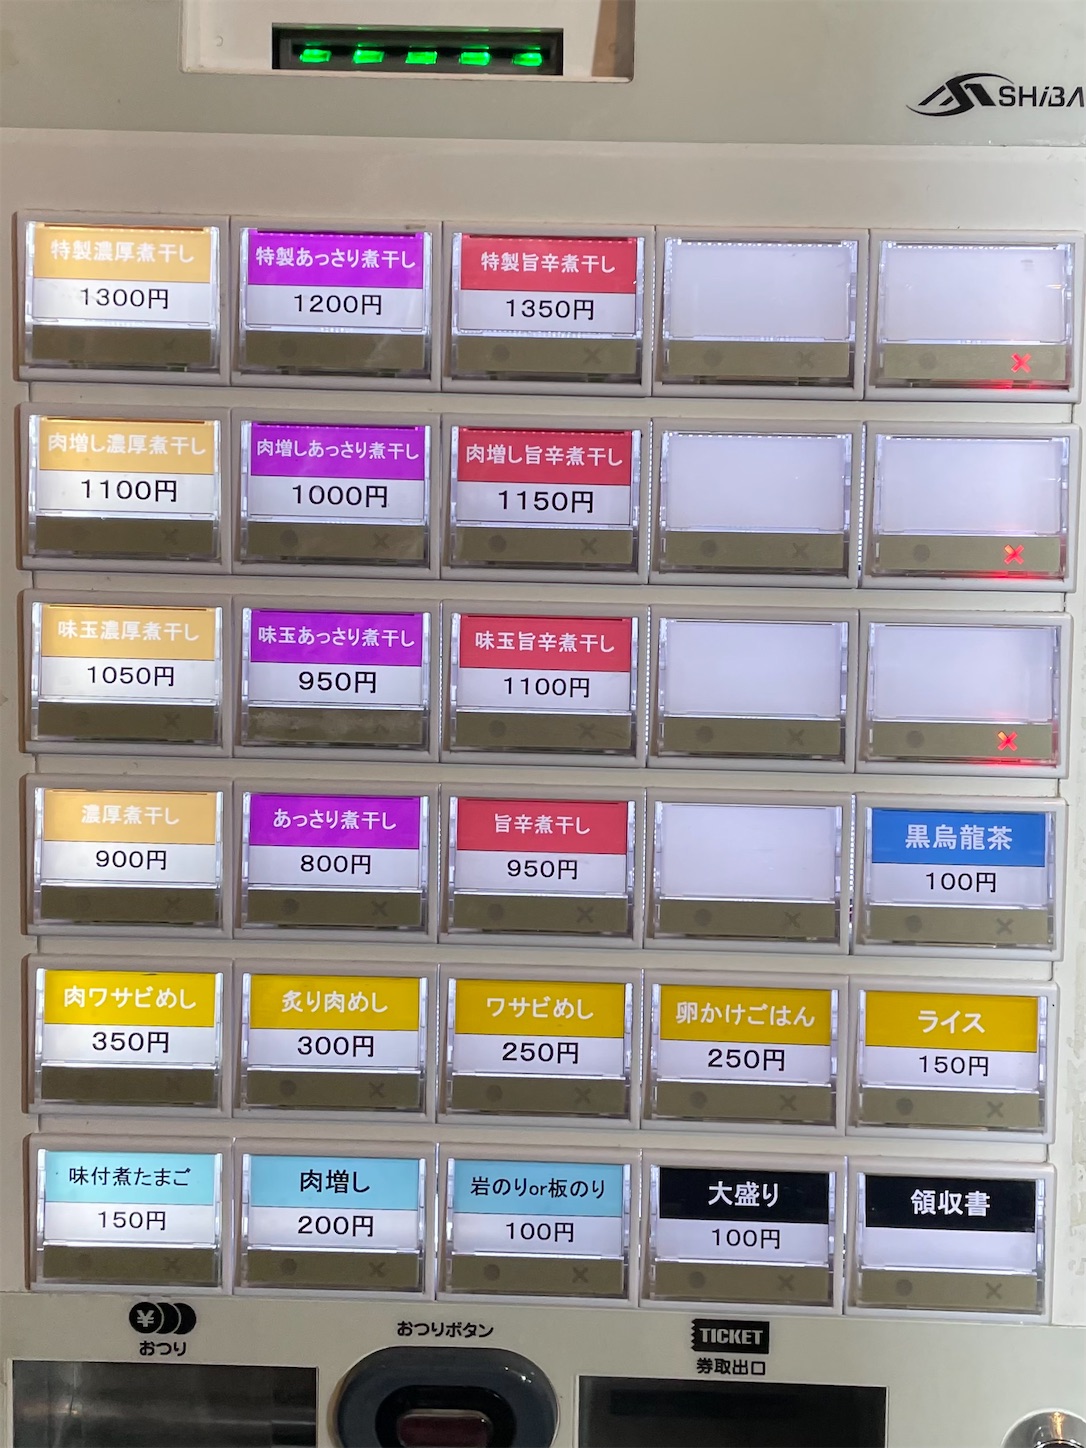 SHiBA
特製濃厚煮干し
1300円
特製あっさり煮干し
1200円
特製旨辛煮干し
1350円
肉増し濃厚煮干し
1100円
肉増しあっさり煮干し
1000円
肉増し旨辛煮干し
1150円
味玉濃厚煮干し
1050円
味玉あっさり煮干し
950円
味玉旨辛煮干し
1100円
濃厚煮干し
900円
あっさり煮干し
800円
旨辛煮干し
950円
黒烏龍茶
100円
肉ワサビめし
350円
炙り肉めし
300円
ワサビめし
250円
卵かけごはん
250円
ライス
150円
味付煮たまご
150円
肉増し
200円
岩のりor板のり
100円
大盛り
100円
領収書
¥
おつり
おつりボタン
TICKET
券取出口